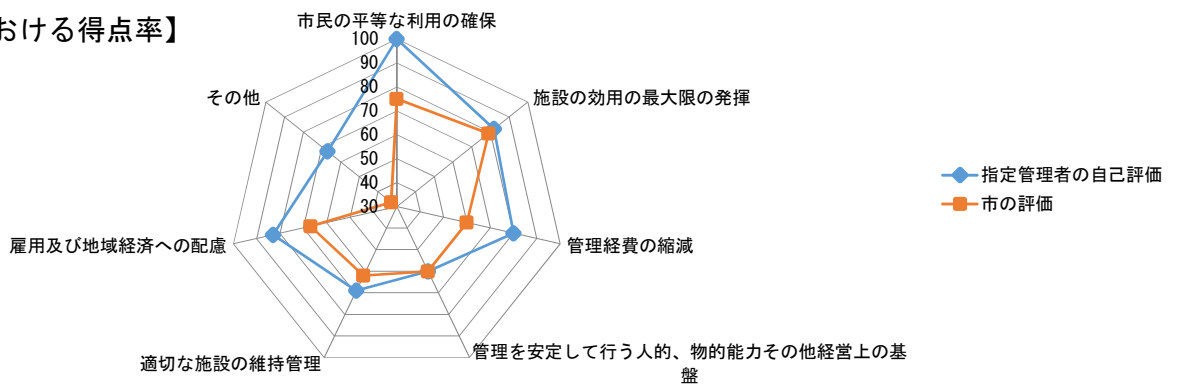 おける得点率】
市民の平等な利用の確保
100
90
80
70
60
50
40
30
施設の効用の最大限の発揮
管理経費の縮減
管理を安定して行う人的、物的能力その他経営上の基
盤
適切な施設の維持管理
雇用及び地域経済への配慮
その他
指定管理者の自己評価
市の評価